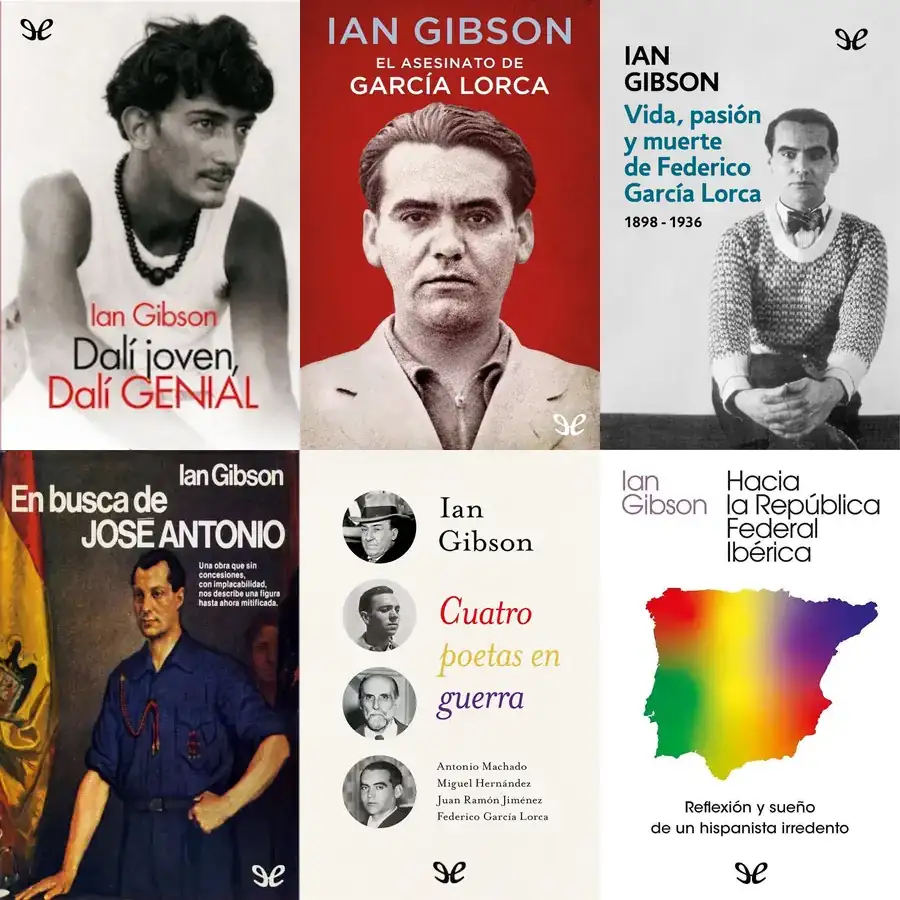 Ian Gibson
Dalí joven,
Dalí GENIAL
IAN GIBSON
EL ASESINATO DE
GARCÍA LORCA
IAN
GIBSON
Vida, pasión
y muerte
de Federico
García Lorca
1898 - 1936
Ian Gibson
En busca de
JOSÉ ANTONIO
Una obra que sin
concesiones,
con implacabilidad,
nos describe una figura
hasta ahora mitificada.
Ian
Gibson
Cuatro
poetas en
guerra
Antonio Machado
Miguel Hernández
Juan Ramón Jiménez
Federico García Lorca
Ian
Gibson
Hacia
la República
Federal
Ibérica
Reflexión y sueño
de un hispanista irredento